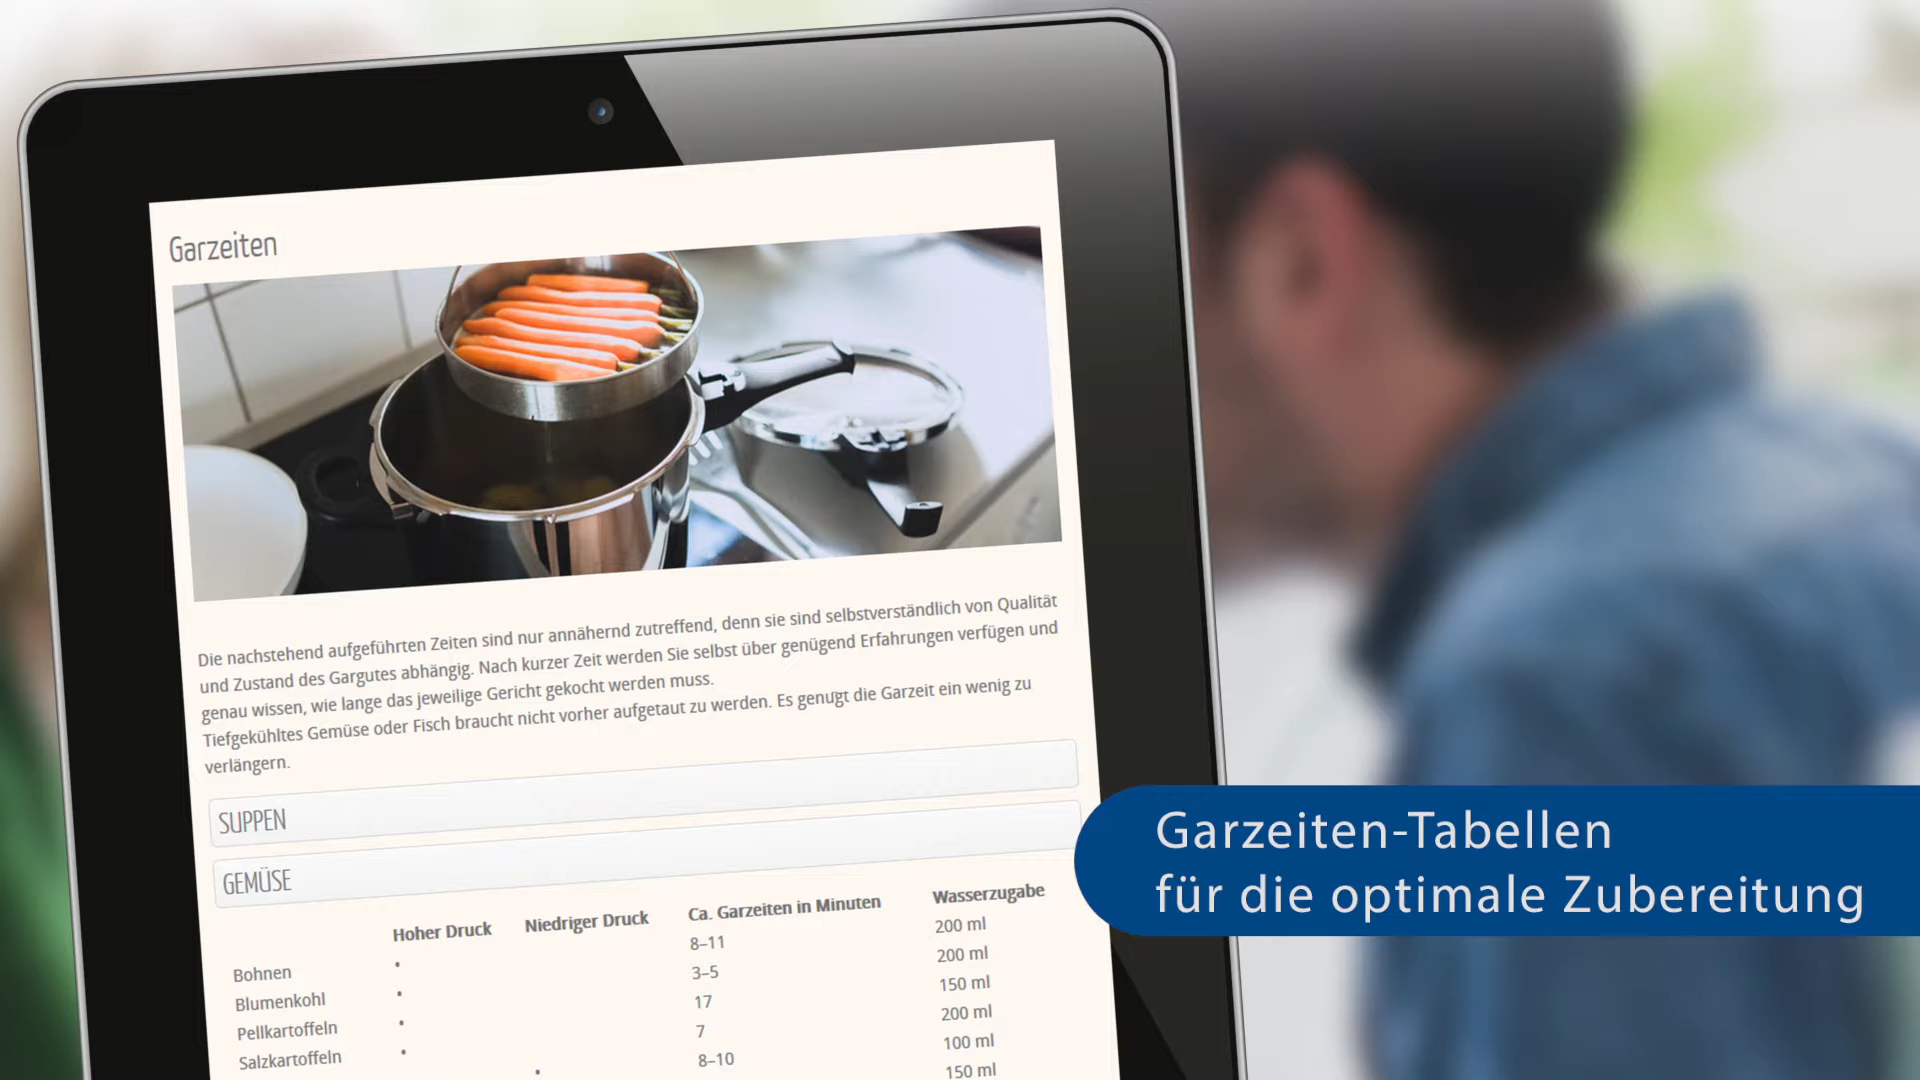 Garzeiten
Die nachstehend aufgeführten Zeiten sind nur annähernd zutreffend, denn sie sind selbstverständlich von Qualität
und Zustand des Gargutes abhängig. Nach kurzer Zeit werden Sie selbst über genügend Erfahrungen verfügen und
genau wissen, wie lange das jeweilige Gericht gekocht werden muss.
Tiefgekühltes Gemüse oder Fisch braucht nicht vorher aufgetaut zu werden. Es genügt die Garzeit ein wenig zu
verlängern.
SUPPEN
GEMÜSE
Hoher Druck Niedriger Druck Ca. Garzeiten in Minuten Wasserzugabe
Bohnen • 8–11 200 ml
Blumenkohl • 3–5 200 ml
Pellkartoffeln • 17 150 ml
Salzkartoffeln • 7 200 ml
• 8–10 100 ml
150 ml
Garzeiten-Tabellen
für die optimale Zubereitung